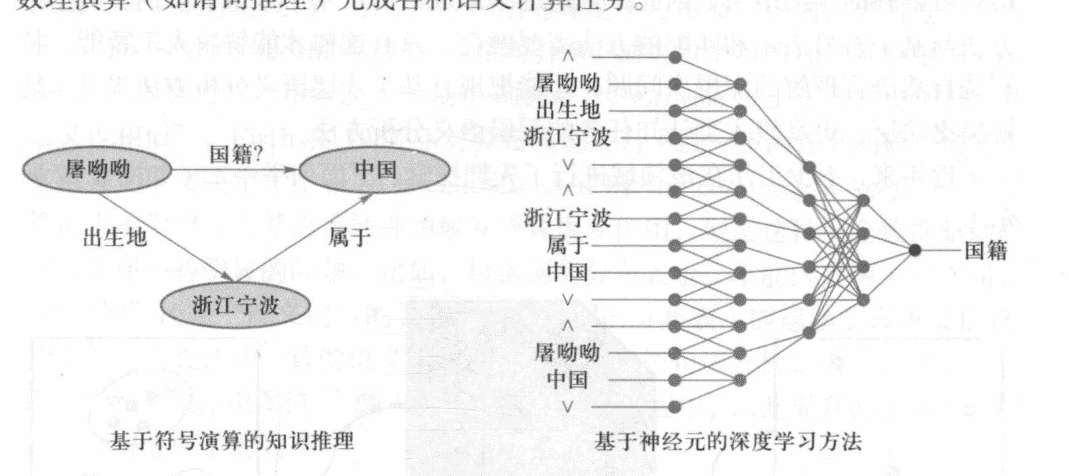 数理演算（如谓词推理）完成各种语义计算任务。
屠呦呦
国籍?
中国
出生地
属于
浙江宁波
基于符号演算的知识推理
∧
屠呦呦
出生地
浙江宁波
∨
∧
浙江宁波
属于
中国
∨
∧
屠呦呦
中国
∨
国籍
基于神经元的深度学习方法